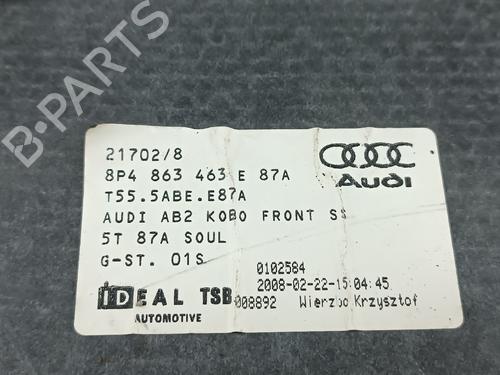 B-PARTS
21702/8
8P4 863 463 E 87A
T55.5ABE.E87A
AUDI AB2 KOBO FRONT SS
5T 87A SOUL
G-ST. 01S
Audi
0102584
2008-02-22-15:04:45
IDEAL TSB 008892 Wierzbo Krzysztof
AUTOMOTIVE